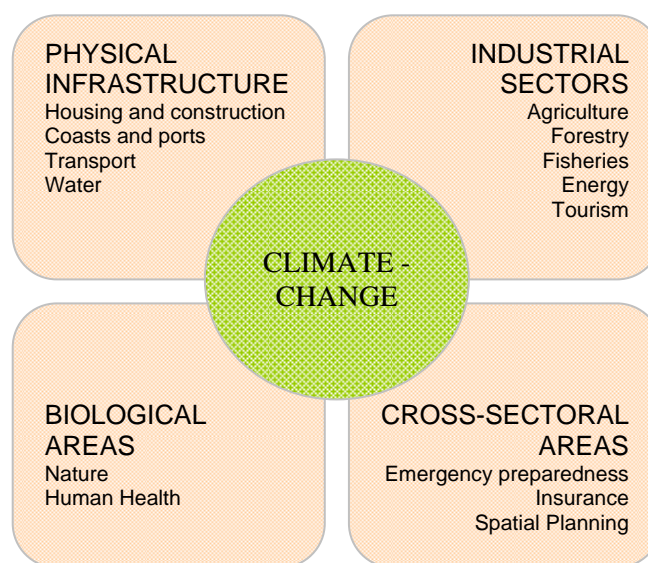 PHYSICAL
INFRASTRUCTURE
Housing and construction
Coasts and ports
Transport
Water
INDUSTRIAL
SECTORS
Agriculture
Forestry
Fisheries
Energy
Tourism
CLIMATE -
CHANGE
BIOLOGICAL
AREAS
Nature
Human Health
CROSS-SECTORAL
AREAS
Emergency preparedness
Insurance
Spatial Planning